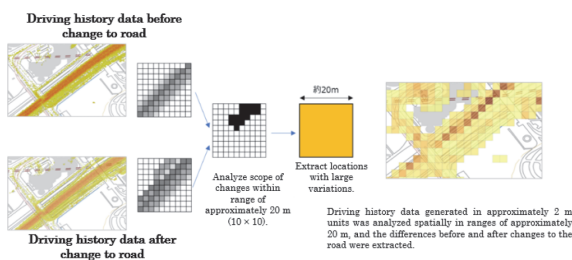 Driving history data before
change to road
約20m
Analyze scope of
changes within
range of
approximately 20 m
(10 × 10).
Extract locations
with large
variations.
Driving history data after
change to road
Driving history data generated in approximately 2 m
units was analyzed spatially in ranges of approximately
20 m, and the differences before and after changes to the
road were extracted.